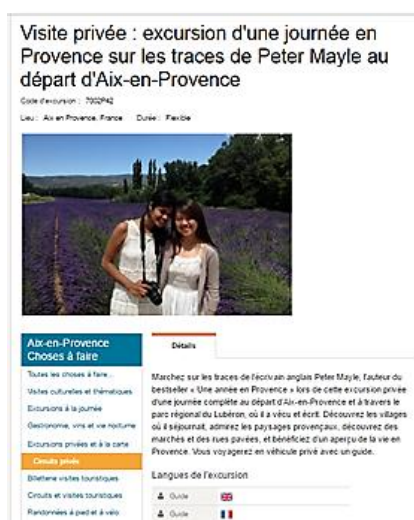 Visite privée : excursion d'une journée en
Provence sur les traces de Peter Mayle au
départ d'Aix-en-Provence
Code d'excursion : 7002P42
Lieu : Aix en Provence, France Durée : Flexible
Aix-en-Provence
Choses à faire
Toutes les choses à faire...
Visites culturelles et thématiques
Excursions à la journée
Gastronomie, vins et vie nocturne
Excursions privées et à la carte
Circuits privés
Billetterie visites touristiques
Circuits et visites touristiques
Randonnées à pied et à vélo
Détails
Marchez sur les traces de l'écrivain anglais Peter Mayle, l'auteur du
bestseller « Une année en Provence » lors de cette excursion privée
d'une journée complète au départ d'Aix-en-Provence et à travers le
parc régional du Lubéron, où il a vécu et écrit. Découvrez les villages
où il séjournait, admirez les paysages provençaux, découvrez des
marchés et des rues pavées, et bénéficiez d'un aperçu de la vie en
Provence. Vous voyagerez en véhicule privé avec un guide.
Langues de l'excursion
Guide
Guide